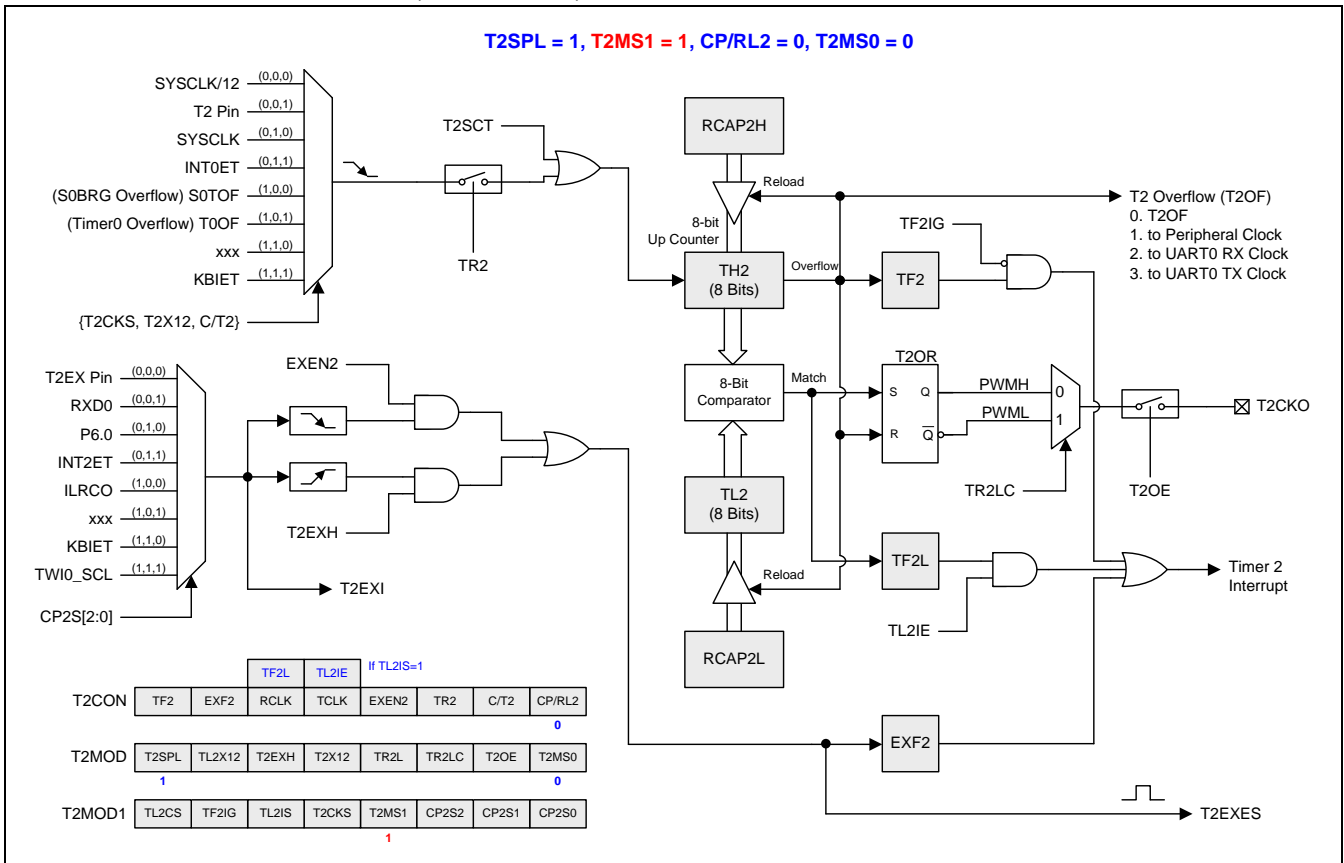 T2SPL = 1, T2MS1 = 1, CP/RL2 = 0, T2MS0 = 0
SYSCLK/12 (0,0,0)
T2 Pin (0,0,1)
SYSCLK (0,1,0)
INT0ET (0,1,1)
(S0BRG Overflow) S0TOF (1,0,0)
(Timer0 Overflow) T0OF (1,0,1)
xxx (1,1,0)
KBIET (1,1,1)
{T2CKS, T2X12, C/T2}
T2SCT
TR2
RCAP2H
Reload
8-bit
Up Counter
TH2
(8 Bits)
Overflow
TF2
TF2IG
T2 Overflow (T2OF)
0. T2OF
1. to Peripheral Clock
2. to UART0 RX Clock
3. to UART0 TX Clock
T2EX Pin (0,0,0)
RXD0 (0,0,1)
P6.0 (0,1,0)
INT2ET (0,1,1)
ILRCO (1,0,0)
xxx (1,0,1)
KBIET (1,1,0)
TWI0_SCL (1,1,1)
CP2S[2:0]
EXEN2
T2EXH
T2EXI
8-Bit
Comparator
Match
T2OR
S Q
R Q
PWMH
PWML
0
1
TR2LC
T2OE
T2CKO
TL2
(8 Bits)
Reload
RCAP2L
TF2L
TL2IE
Timer 2
Interrupt
EXF2
T2EXES
TF2L TL2IE If TL2IS=1
T2CON TF2 EXF2 RCLK TCLK EXEN2 TR2 C/T2 CP/RL2
0
T2MOD T2SPL TL2X12 T2EXH T2X12 TR2L TR2LC T2OE T2MS0
1 0
T2MOD1 TL2CS TF2IG TL2IS T2CKS T2MS1 CP2S2 CP2S1 CP2S0
1